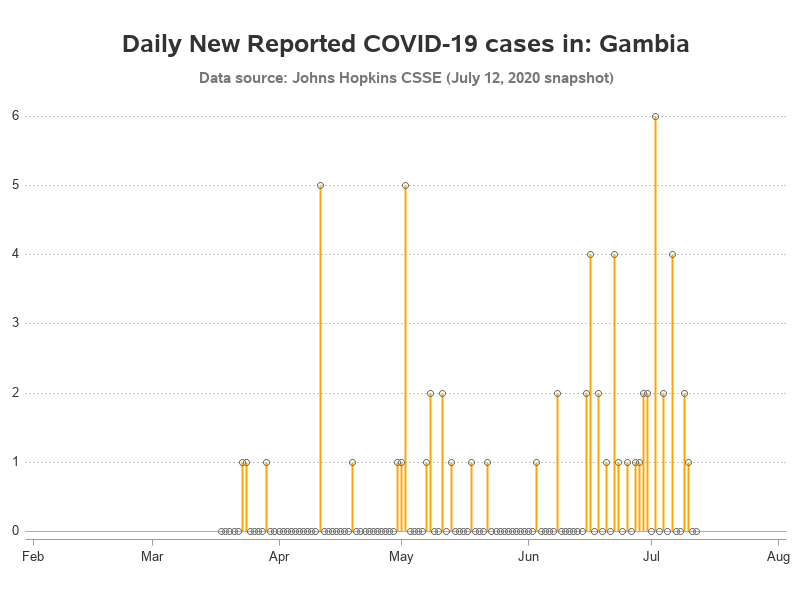 Daily New Reported COVID-19 cases in: Gambia
Data source: Johns Hopkins CSSE (July 12, 2020 snapshot)
6
5
4
3
2
1
0
Feb Mar Apr May Jun Jul Aug